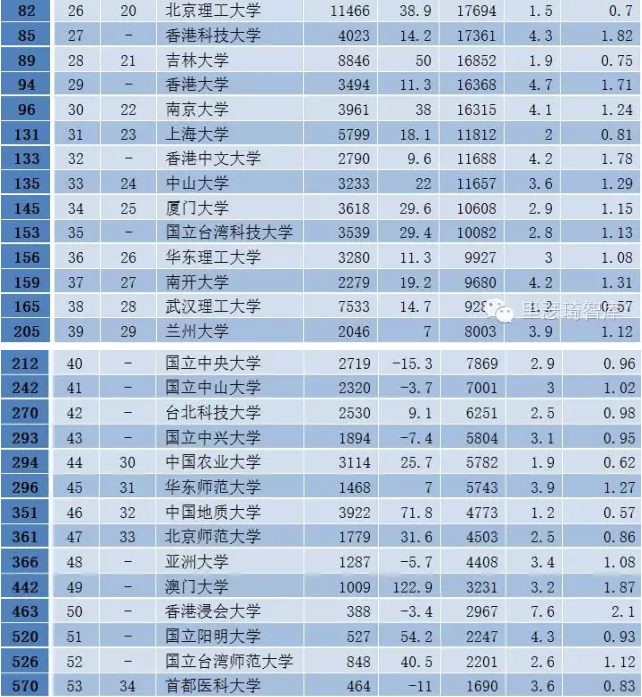 82 26 20 北京理工大学 11466 38.9 17694 1.5 0.7
85 27 - 香港科技大学 4023 14.2 17361 4.3 1.82
89 28 21 吉林大学 8846 50 16852 1.9 0.75
94 29 - 香港大学 3494 11.3 16368 4.7 1.71
96 30 22 南京大学 3961 38 16315 4.1 1.24
131 31 23 上海大学 5799 18.1 11812 2 0.81
133 32 - 香港中文大学 2790 9.6 11688 4.2 1.78
135 33 24 中山大学 3233 22 11657 3.6 1.29
145 34 25 厦门大学 3618 29.6 10608 2.9 1.15
153 35 - 国立台湾科技大学 3539 29.4 10082 2.8 1.13
156 36 26 华东理工大学 3280 11.3 9927 3 1.08
159 37 27 南开大学 2279 19.2 9680 4.2 1.31
165 38 28 武汉理工大学 7533 14.7 0.57
205 39 29 兰州大学 2046 7 8003 3.9 1.12
212 40 - 国立中央大学 2719 -15.3 7869 2.9 0.96
242 41 - 国立中山大学 2320 -3.7 7001 3 1.02
270 42 - 台北科技大学 2530 9.1 6251 2.5 0.98
293 43 - 国立中兴大学 1894 -7.4 5804 3.1 0.95
294 44 30 中国农业大学 3114 25.7 5782 1.9 0.62
296 45 31 华东师范大学 1468 7 5743 3.9 1.27
351 46 32 中国地质大学 3922 71.8 4773 1.2 0.57
361 47 33 北京师范大学 1779 31.6 4503 2.5 0.86
366 48 - 亚洲大学 1287 -5.7 4408 3.4 1.08
442 49 - 澳门大学 1009 122.9 3231 3.2 1.87
463 50 - 香港浸会大学 388 -3.4 2967 7.6 2.1
520 51 - 国立阳明大学 527 54.2 2247 4.3 0.93
526 52 - 国立台湾师范大学 848 40.5 2201 2.6 1.12
570 53 34 首都医科大学 464 -11 1690 3.6 0.83